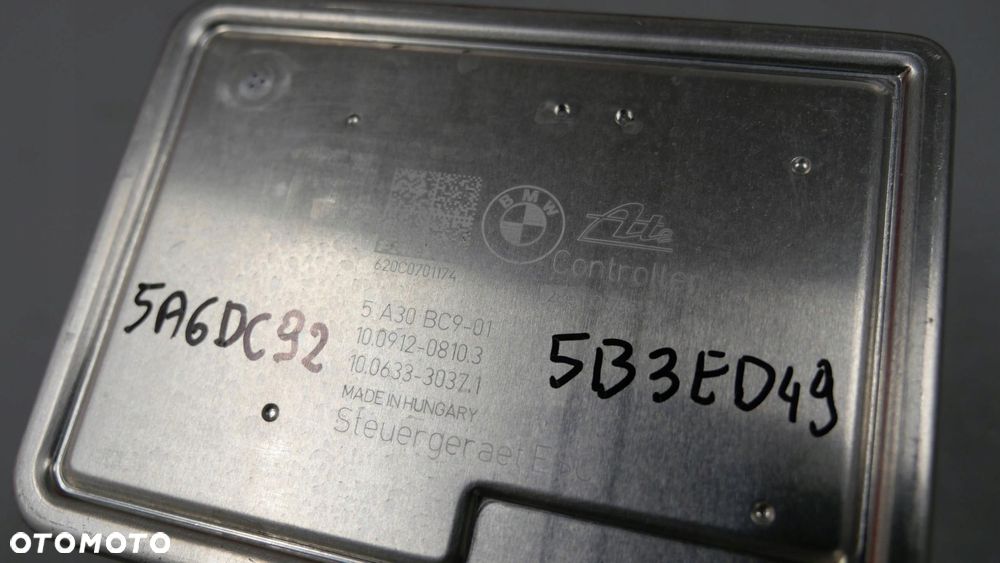 BMW
Ate
Controller
620C0701174
5A6DC92
5 A30 BC9-01
10.0912-0810.3
10.0633-3037.1
MADE IN HUNGARY
Steuergeraet
5B3ED49
OTOMOTO